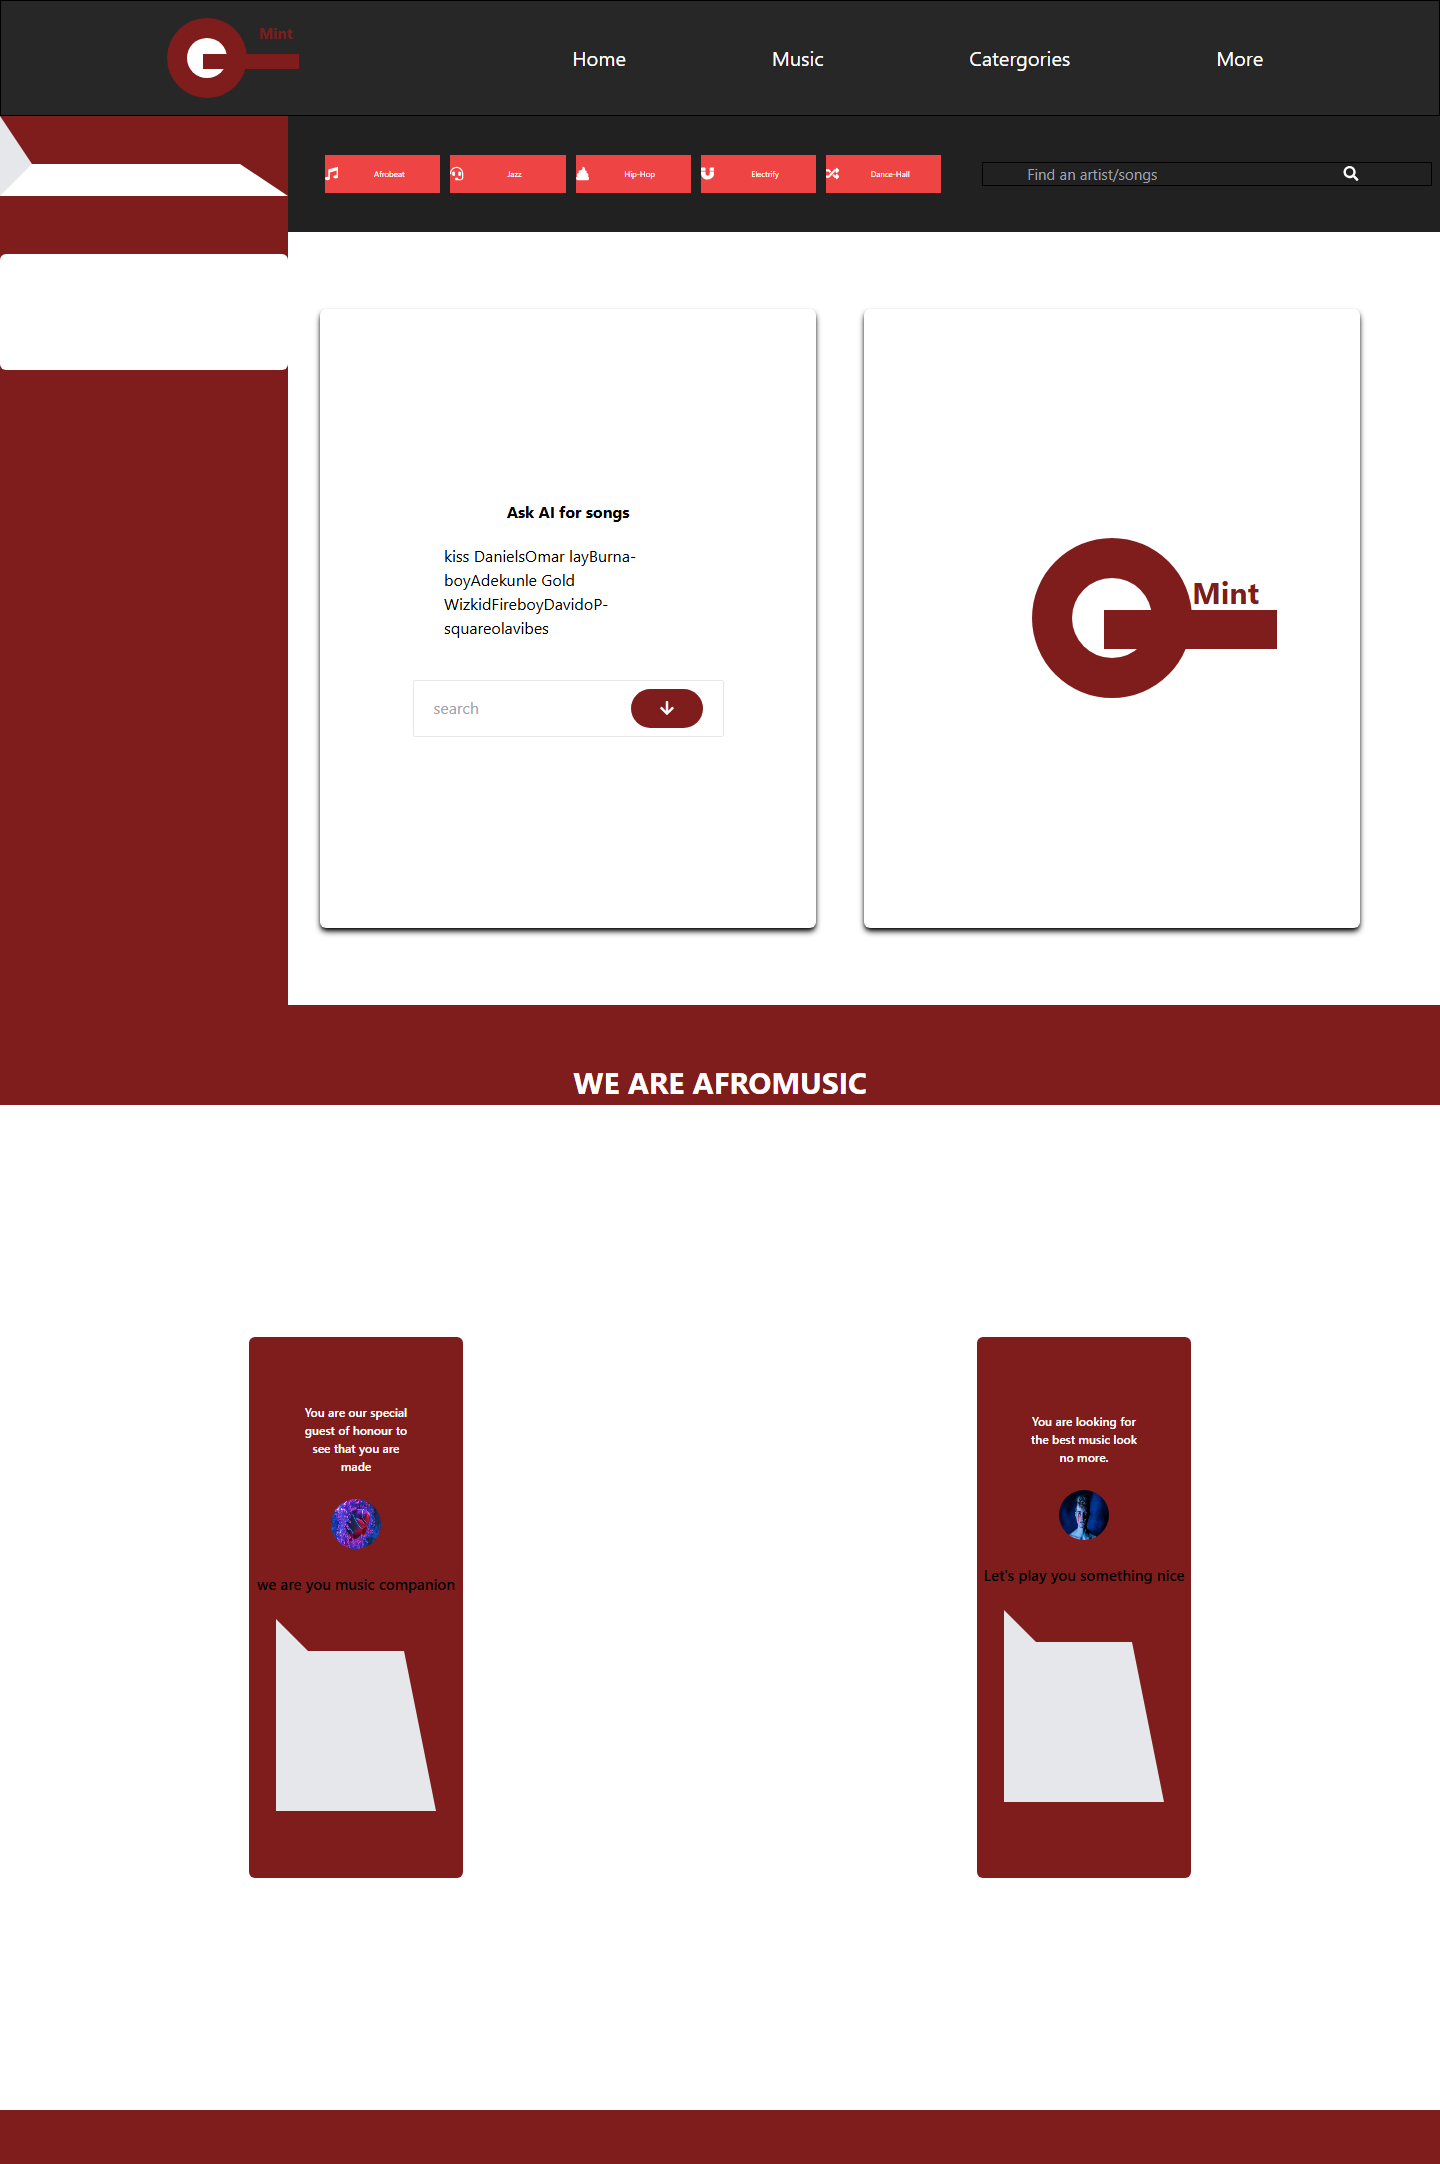 Mint
Home Music Catergories More
Afrobeat Jazz Hip-Hop Electrify Dance-Hall Find an artist/songs
Ask AI for songs
kiss DanielsOmar layBurna-
boyAdekunle Gold
WizkidFireboyDavidoP-
squareolavibes
search
Mint
WE ARE AFROMUSIC
You are our special
guest of honour to
see that you are
made
we are you music companion
You are looking for
the best music look
no more.
Let's play you something nice